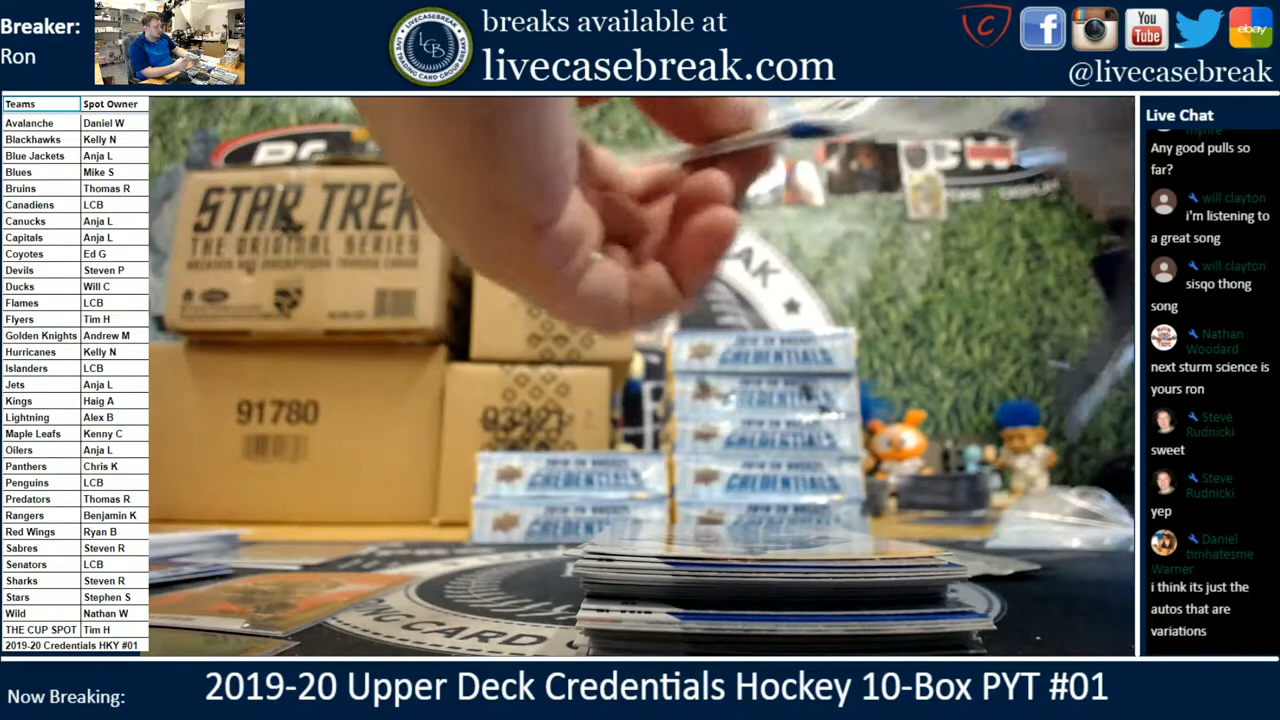 Breaker:
Ron
LCB
breaks available at
livecasebreak.com
You
Tube
ebay
@livecasebreak
Teams Spot Owner
Avalanche Daniel W
Blackhawks Kelly N
Blue Jackets Anja L
Blues Mike S
Bruins Thomas R
Canadiens LCB
Canucks Anja L
Capitals Anja L
Coyotes Ed G
Devils Steven P
Ducks Will C
Flames LCB
Flyers Tim H
Golden Knights Andrew M
Hurricanes Kelly N
Islanders LCB
Jets Anja L
Kings Haig A
Lightning Alex B
Maple Leafs Kenny C
Oilers Anja L
Panthers Chris K
Penguins LCB
Predators Thomas R
Rangers Benjamin K
Red Wings Ryan B
Sabres Steven R
Senators LCB
Sharks Steven R
Stars Stephen S
Wild Nathan W
THE CUP SPOT Tim H
2019-20 Credentials HKY #01
STAR TREK
THE ORIGINAL SERIES
91780
CREDENTIALS
CREDENTIALS
CREDENTIALS
CREDENTIALS
CREDENTIALS
Live Chat
Any good pulls so
far?
will clayton
i'm listening to
a great song
will clayton
sisqo thong
song
Nathan
Woodard
next sturm science is
yours ron
Steve
Rudnicki
sweet
Steve
Rudnicki
yep
Daniel
timhatesme
Warner
i think its just the
autos that are
variations
Now Breaking:
2019-20 Upper Deck Credentials Hockey 10-Box PYT #01